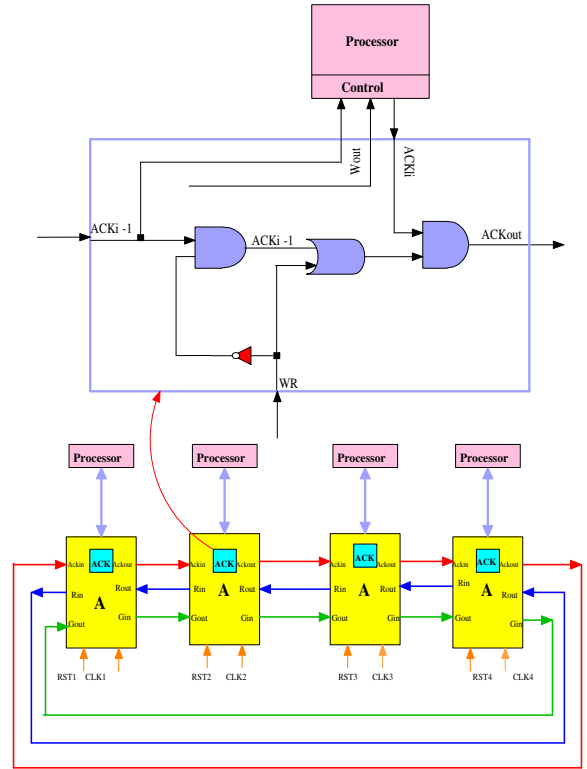 Processor
Control
Wout
ACKIi
ACKi -1
ACKi -1
ACKout
WR
Processor
Processor
Processor
Processor
Ackin ACK Ackout
Ackin ACK Ackout
Ackin ACK Ackout
Ackin ACK Ackout
Rin Rout
Rin Rout
Rin Rout
Rin Rout
A
A
A
A
Gout Gin
Gout Gin
Gout Gin
Gout Gin
RST1 CLK1
RST2 CLK2
RST3 CLK3
RST4 CLK4